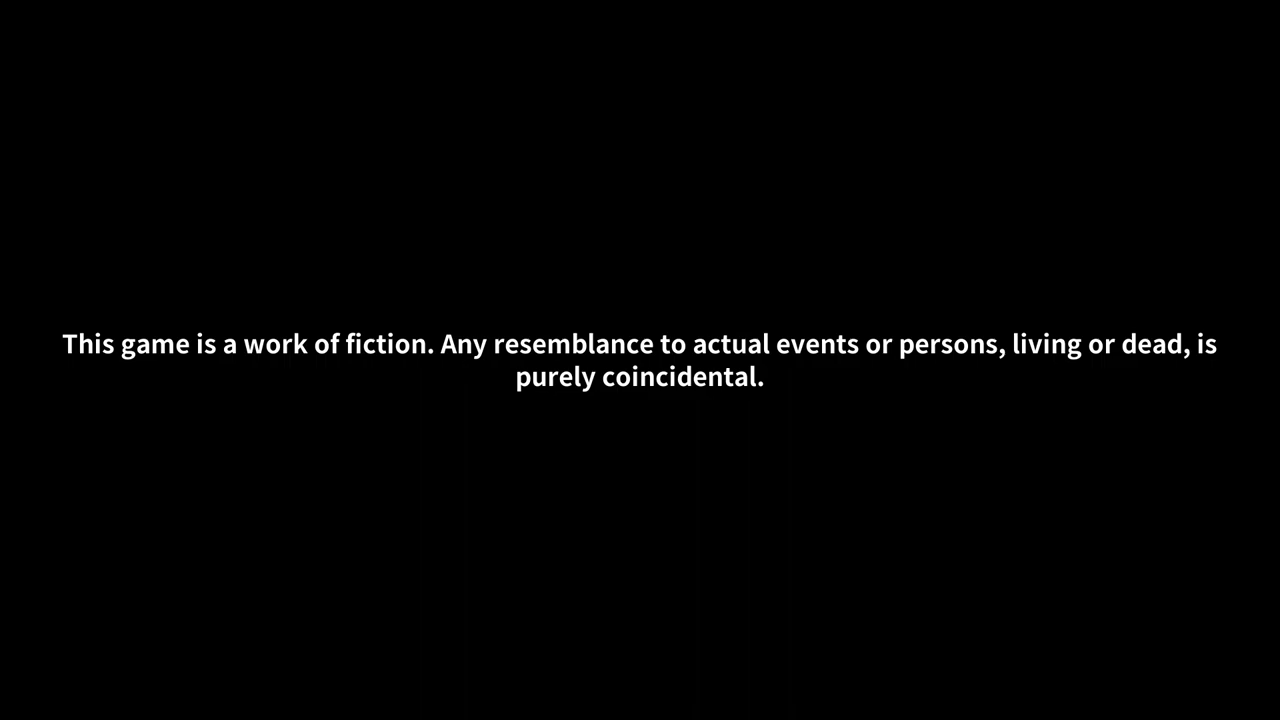 This game is a work of fiction. Any resemblance to actual events or persons, living or dead, is
purely coincidental.